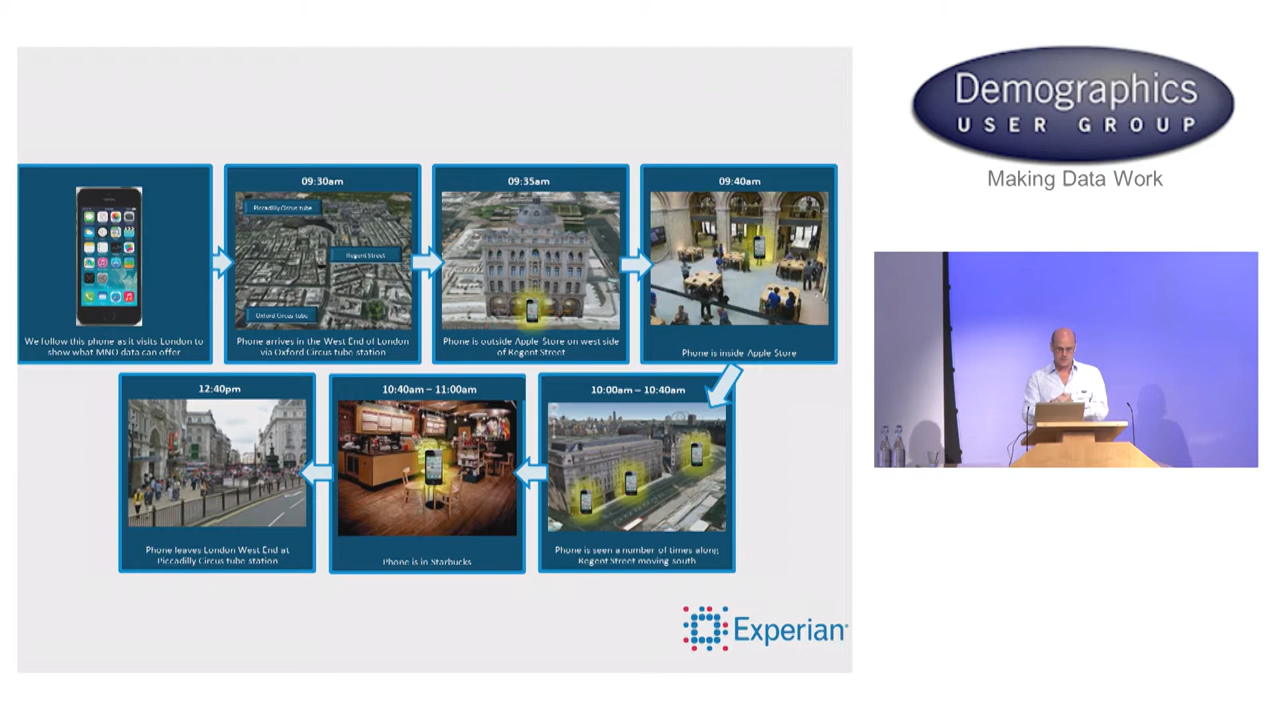 Demographics
USER GROUP
Making Data Work
We follow this phone as it visits London to
show what MNO data can offer
09:30am
Piccadilly Circus tube
Regent Street
Oxford Circus tube
Phone arrives in the West End of London
via Oxford Circus tube station
09:35am
Phone is outside Apple Store on west side
of Regent Street
09:40am
Phone is inside Apple Store
12:40pm
Phone leaves London West End at
Piccadilly Circus tube station
10:40am – 11:00am
Phone is in Starbucks
10:00am – 10:40am
Phone is seen a number of times along
Regent Street moving south
Experian